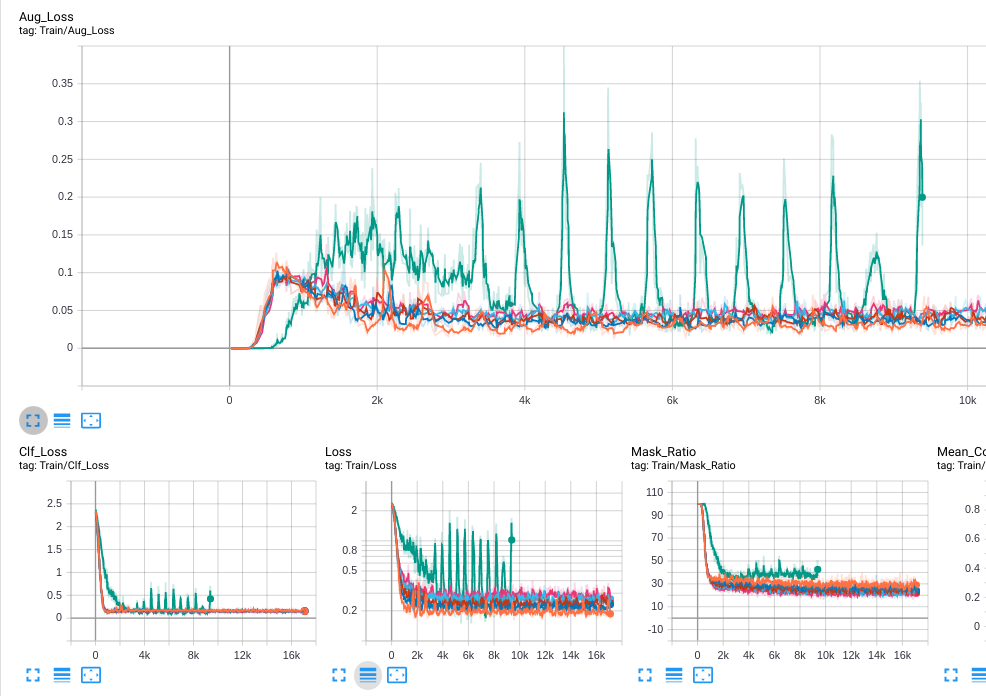 Aug_Loss
tag: Train/Aug_Loss
0.35
0.3
0.25
0.2
0.15
0.1
0.05
0
0 2k 4k 6k 8k 10k
Clf_Loss
tag: Train/Clf_Loss
2.5
2
1.5
1
0.5
0
0 4k 8k 12k 16k
Loss
tag: Train/Loss
2
0.8
0.5
0.2
0 2k 4k 6k 8k 10k 12k 14k 16k
Mask_Ratio
tag: Train/Mask_Ratio
110
90
70
50
30
10
-10
0 2k 4k 6k 8k 10k 12k 14k 16k
Mean_Co
tag: Train/
0.8
0.6
0.4
0.2
0